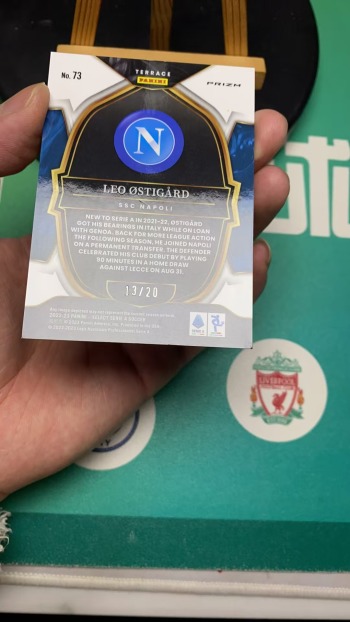 No. 73
TERRACE
PANINI
PRIZM
N
LEO ØSTIGÅRD
SSC NAPOLI
NEW TO SERIE A IN 2021-22, ØSTIGÅRD
GOT HIS BEARINGS IN ITALY WHILE ON LOAN
WITH GENOA. BACK FOR MORE LEAGUE ACTION
THE FOLLOWING SEASON, HE JOINED NAPOLI
ON A PERMANENT TRANSFER. THE DEFENDER
CELEBRATED HIS CLUB DEBUT BY PLAYING
90 MINUTES IN A HOME DRAW
AGAINST LECCE ON AUG 31.
13/20
LIVERPOOL